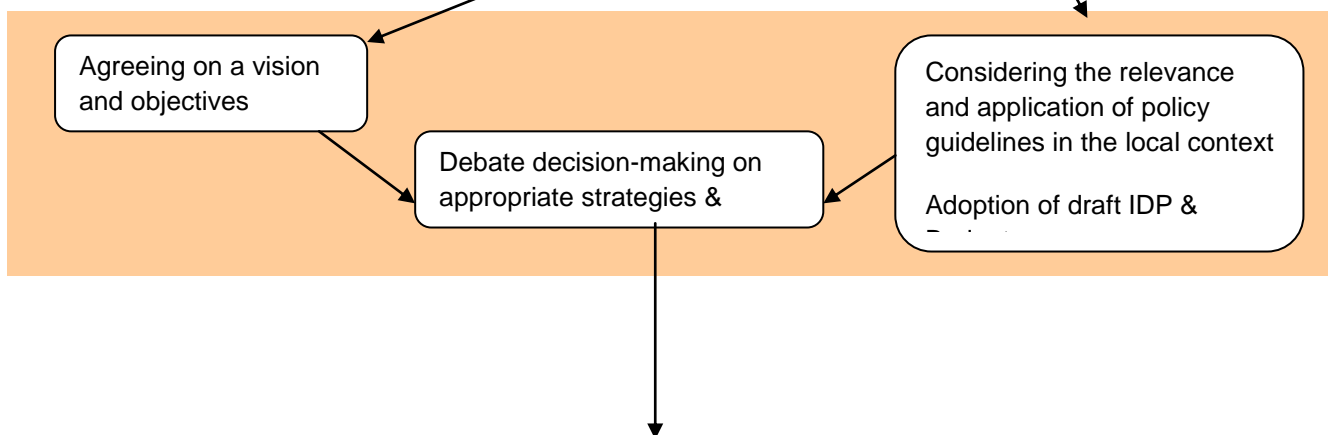 Agreeing on a vision
and objectives
Debate decision-making on
appropriate strategies &
Considering the relevance
and application of policy
guidelines in the local context
Adoption of draft IDP &